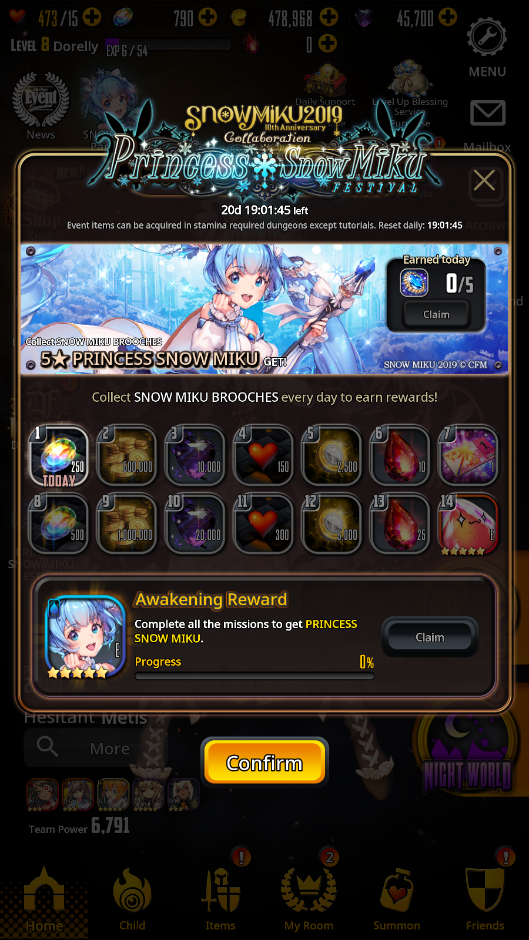 473/15
790
478,968
45,700
LEVEL 8 Dorelly
EXP 6 / 54
0
MENU
Event
News
Daily Support
Level Up Blessing
Service
Mailbox
SNOWMIKU2019
10th Anniversary
Collaboration
Princess SnowMiku
FESTIVAL
20d 19:01:45 left
Event items can be acquired in stamina required dungeons except tutorials. Reset daily: 19:01:45
Earned today
0/5
Claim
Collect SNOW MIKU BROOCHES
5★ PRINCESS SNOW MIKU GET!
SNOW MIKU 2019 © CFM
Collect SNOW MIKU BROOCHES every day to earn rewards!
1 250 TODAY
2 500,000
3 10,000
4 150
5 2,500
6 10
7 1
8 500
9 1,000,000
10 20,000
11 300
12 5,000
13 25
14 E
Awakening Reward
Complete all the missions to get PRINCESS
SNOW MIKU.
E
Progress 0%
Claim
Hesitant Metis
More
Confirm
NIGHT WORLD
Team Power 6,791
! 2 ! !
Home
Child
Items
My Room
Summon
Friends